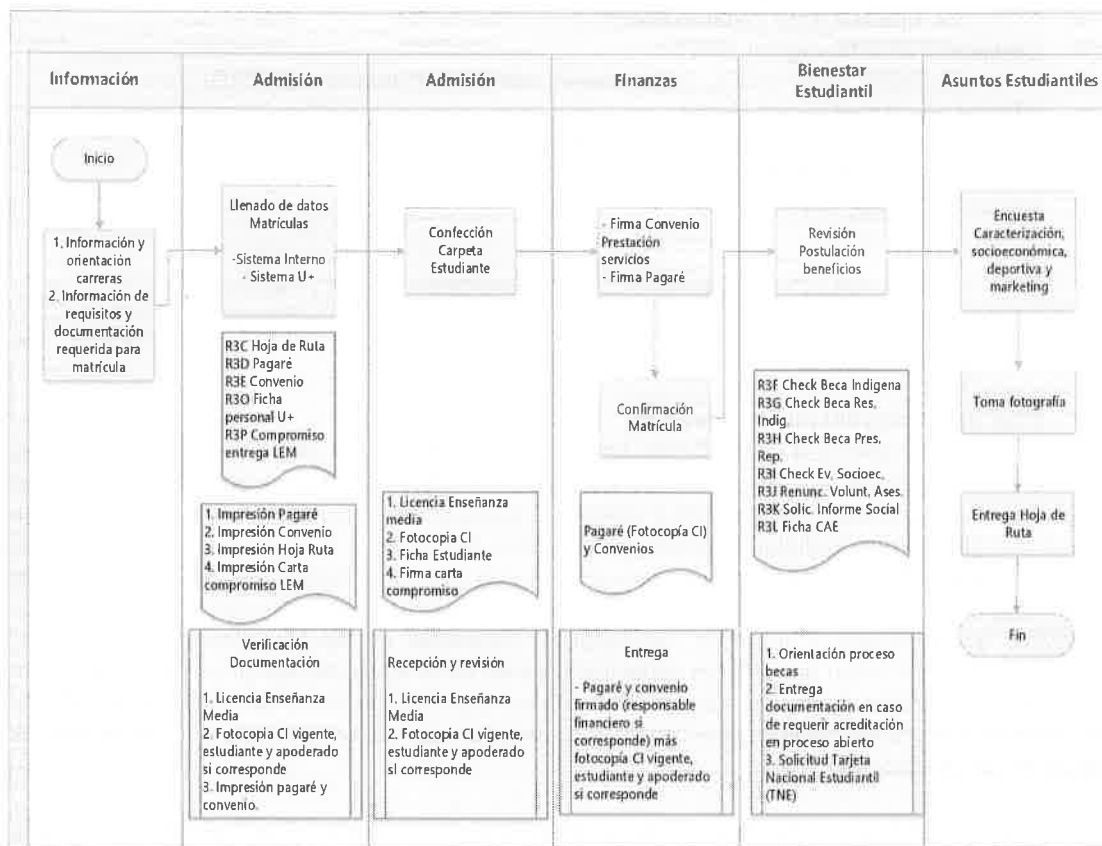 Información
Admisión
Admisión
Finanzas
Bienestar
Estudiantil
Asuntos Estudiantiles
Inicio
1. Información y
orientación
carreras
2. Información de
requisitos y
documentación
requerida para
matrícula
Llenado de datos
Matrículas
-Sistema Interno
- Sistema U+
R3C Hoja de Ruta
R3D Pagaré
R3E Convenio
R3O Ficha
personal U+
R3P Compromiso
entrega LEM
1. Impresión Pagaré
2. Impresión Convenio
3. Impresión Hoja Ruta
4. Impresión Carta
compromiso LEM
Verificación
Documentación
1. Licencia Enseñanza
Media
2. Fotocopia CI vigente,
estudiante y apoderado
si corresponde
3. Impresión pagaré y
convenio.
Confección
Carpeta
Estudiante
1. Licencia Enseñanza
media
2. Fotocopia CI
3. Ficha Estudiante
4. Firma carta
compromiso
Recepción y revisión
1. Licencia Enseñanza
Media
2. Fotocopia CI vigente,
estudiante y apoderado
si corresponde
- Firma Convenio
Prestación
servicios
- Firma Pagaré
Confirmación
Matrícula
Pagaré (Fotocopía CI)
y Convenios
Entrega
- Pagaré y convenio
firmado (responsable
financiero si
corresponde) más
fotocopía CI vigente,
estudiante y apoderado
si corresponde
Revisión
Postulación
beneficios
R3F Check Beca Indigena
R3G Check Beca Res.
Indig.
R3H Check Beca Pres.
Rep.
R3I Check Ev. Socioec.
R3J Renunc. Volunt. Ases.
R3K Solic. Informe Social
R3L Ficha CAE
1. Orientación proceso
becas
2. Entrega
documentación en caso
de requerir acreditación
en proceso abierto
3. Solicitud Tarjeta
Nacional Estudiantil
(TNE)
Encuesta
Caracterización,
socioeconómica,
deportiva y
marketing
Toma fotografía
Entrega Hoja de
Ruta
Fin